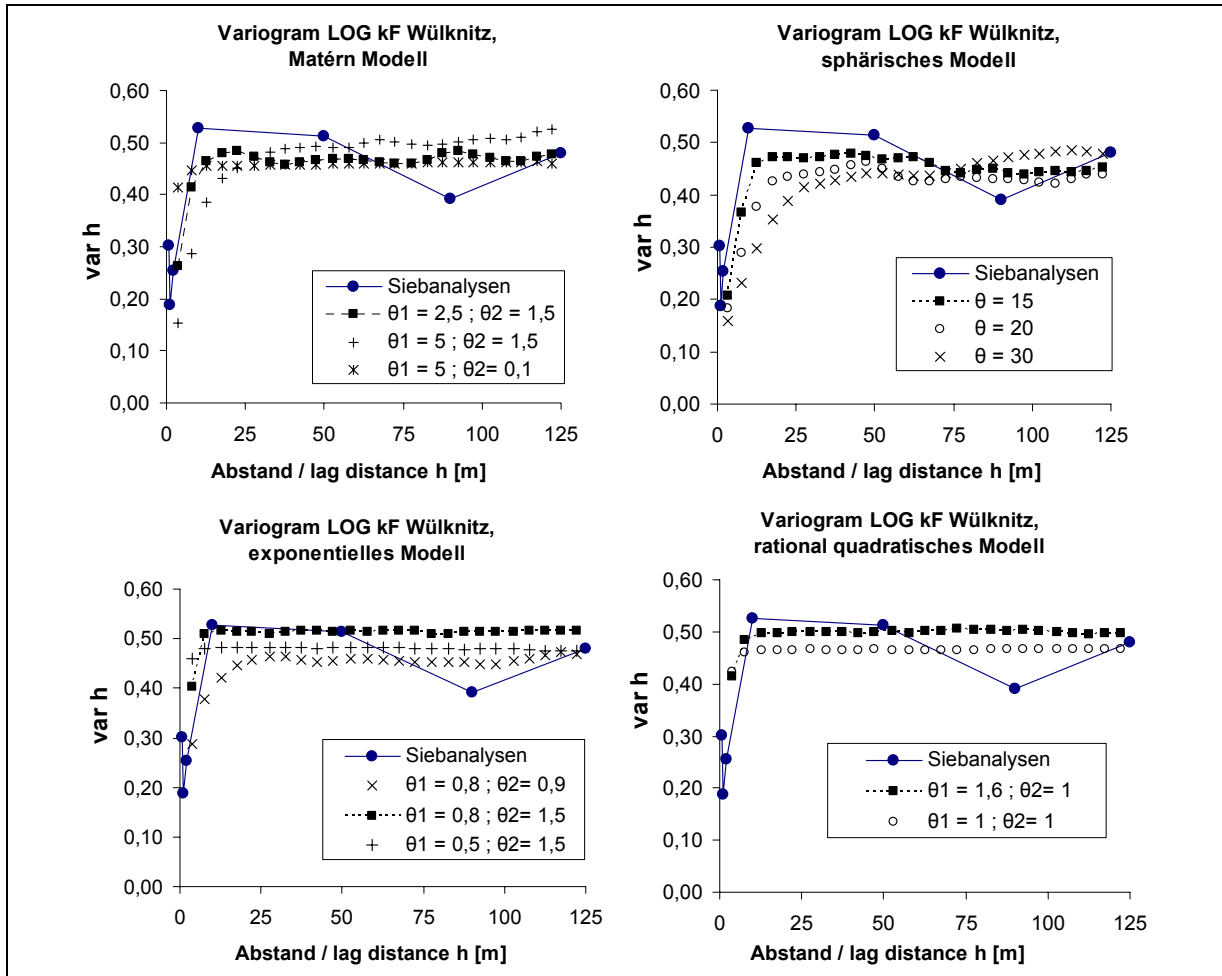 Variogram LOG kF Wülknitz,
Matérn Modell
0,60
0,50
0,40
0,30
0,20
0,10
0,00
var h
Siebanalysen
θ1 = 2,5 ; θ2 = 1,5
θ1 = 5 ; θ2 = 1,5
θ1 = 5 ; θ2= 0,1
0 25 50 75 100 125
Abstand / lag distance h [m]
Variogram LOG kF Wülknitz,
sphärisches Modell
0,60
0,50
0,40
0,30
0,20
0,10
0,00
var h
Siebanalysen
θ = 15
θ = 20
θ = 30
0 25 50 75 100 125
Abstand / lag distance h [m]
Variogram LOG kF Wülknitz,
exponentielles Modell
0,60
0,50
0,40
0,30
0,20
0,10
0,00
var h
Siebanalysen
θ1 = 0,8 ; θ2= 0,9
θ1 = 0,8 ; θ2= 1,5
θ1 = 0,5 ; θ2= 1,5
0 25 50 75 100 125
Abstand / lag distance h [m]
Variogram LOG kF Wülknitz,
rational quadratisches Modell
0,60
0,50
0,40
0,30
0,20
0,10
0,00
var h
Siebanalysen
θ1 = 1,6 ; θ2= 1
θ1 = 1 ; θ2= 1
0 25 50 75 100 125
Abstand / lag distance h [m]